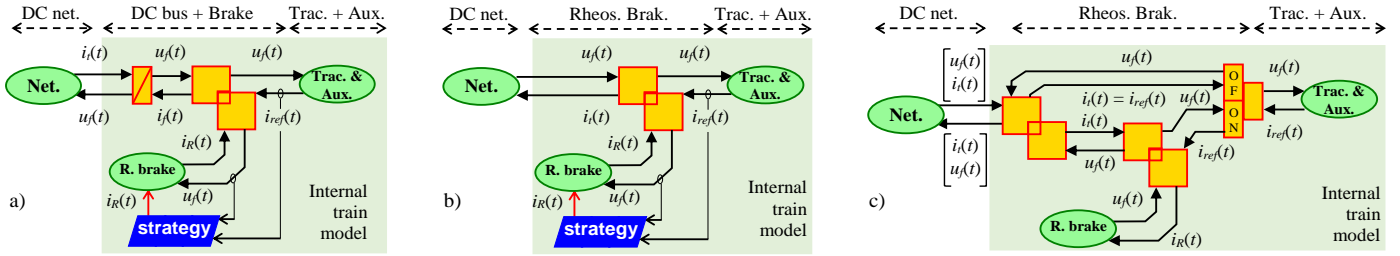 DC net. DC bus + Brake Trac. + Aux.
i_t(t) u_f(t) u_f(t)
Net. Trac. & Aux.
u_f(t) i_f(t) i_ref(t)
i_R(t)
R. brake
u_f(t)
i_R(t)
a) strategy Internal train model
DC net. Rheos. Brak. Trac. + Aux.
u_f(t) u_f(t)
Net. Trac. & Aux.
i_t(t) i_ref(t)
i_R(t)
R. brake
u_f(t)
i_R(t)
b) strategy Internal train model
DC net. Rheos. Brak. Trac. + Aux.
u_f(t)
u_f(t) i_t(t)
OF u_f(t)
i_t(t) = i_ref(t) u_f(t)
Net. Trac. & Aux.
i_t(t) ON
i_t(t) u_f(t)
u_f(t) i_ref(t) i_ref(t)
u_f(t)
R. brake
i_R(t)
c) Internal train model